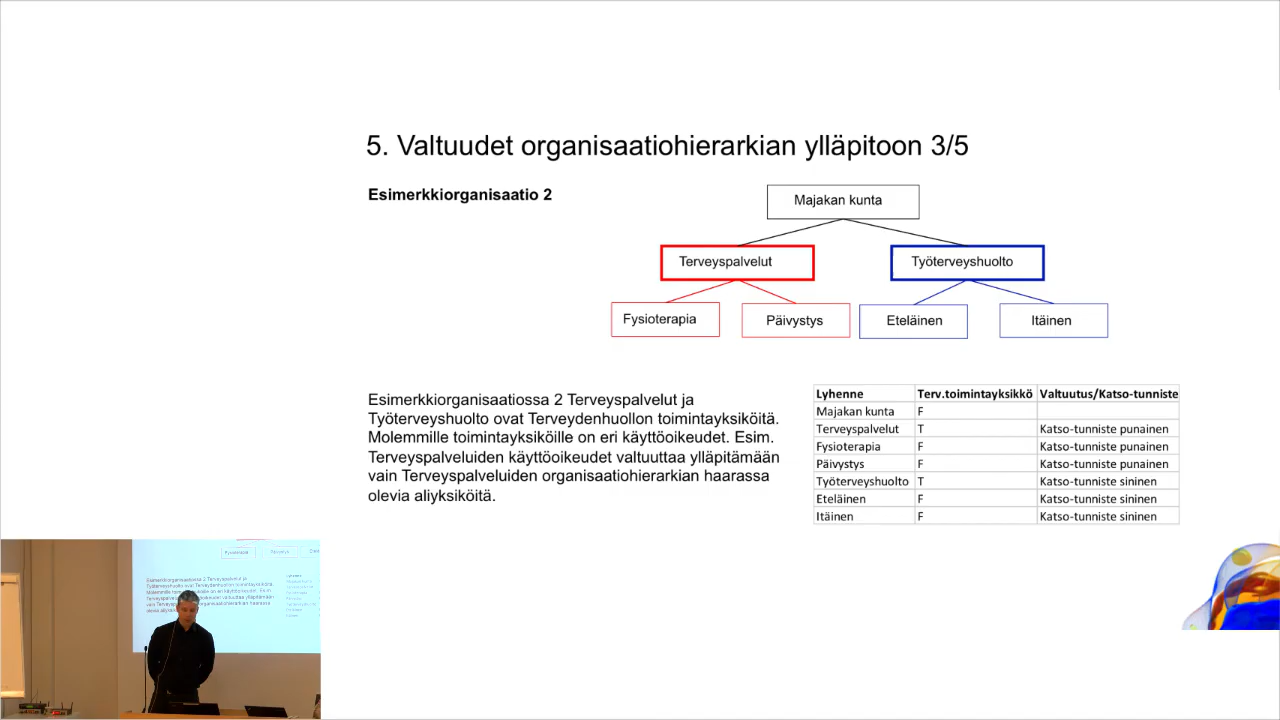 5. Valtuudet organisaatiohierarkian ylläpitoon 3/5
Esimerkkiorganisaatio 2
Majakan kunta
Terveyspalvelut
Työterveyshuolto
Fysioterapia
Päivystys
Eteläinen
Itäinen
Esimerkkiorganisaatiossa 2 Terveyspalvelut ja
Työterveyshuolto ovat Terveydenhuollon toimintayksiköitä.
Molemmille toimintayksiköille on eri käyttöoikeudet. Esim.
Terveyspalveluiden käyttöoikeudet valtuuttaa ylläpitämään
vain Terveyspalveluiden organisaatiohierarkian haarassa
olevia aliyksiköitä.
Lyhenne Terv.toimintayksikkö Valtuutus/Katso-tunniste
Majakan kunta F
Terveyspalvelut T Katso-tunniste punainen
Fysioterapia F Katso-tunniste punainen
Päivystys F Katso-tunniste punainen
Työterveyshuolto T Katso-tunniste sininen
Eteläinen F Katso-tunniste sininen
Itäinen F Katso-tunniste sininen